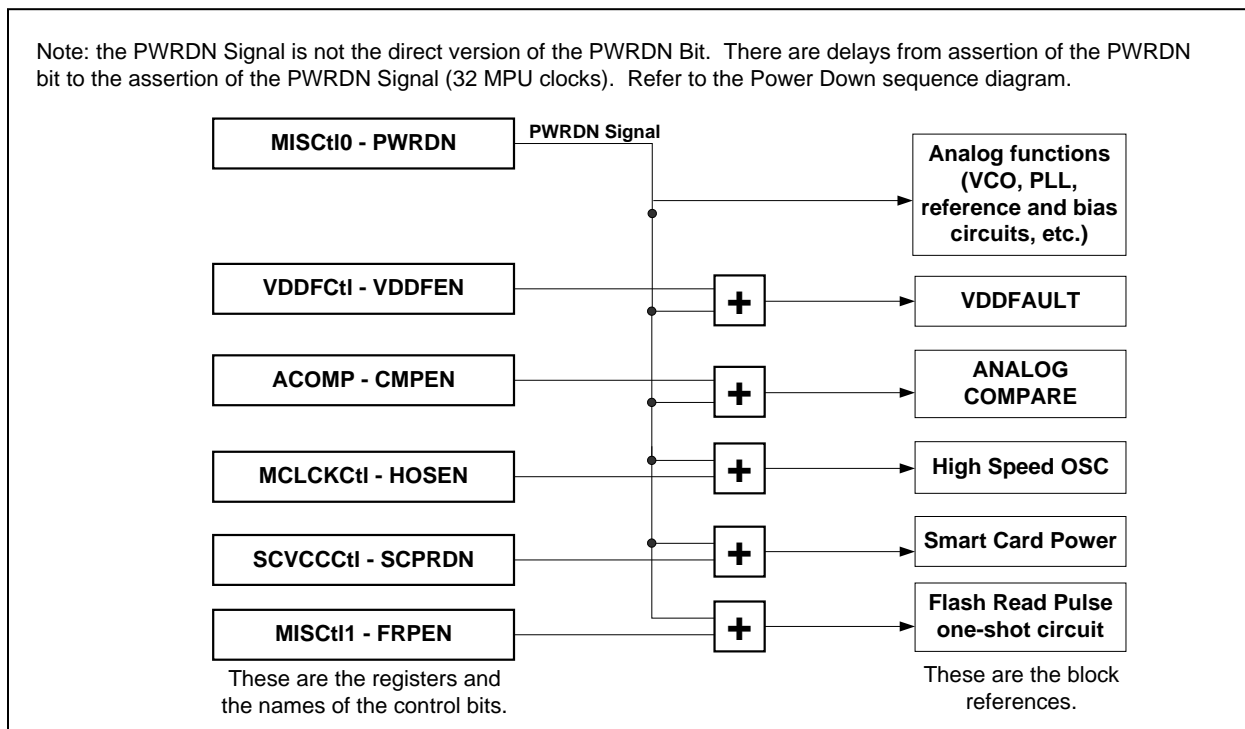 Note: the PWRDN Signal is not the direct version of the PWRDN Bit. There are delays from assertion of the PWRDN
bit to the assertion of the PWRDN Signal (32 MPU clocks). Refer to the Power Down sequence diagram.
MISCtl0 - PWRDN
PWRDN Signal
Analog functions
(VCO, PLL,
reference and bias
circuits, etc.)
VDDFCtl - VDDFEN
+
VDDFAULT
ACOMP - CMPEN
+
ANALOG
COMPARE
MCLCKCtl - HOSEN
+
High Speed OSC
SCVCCCtl - SCPRDN
+
Smart Card Power
MISCtl1 - FRPEN
+
Flash Read Pulse
one-shot circuit
These are the registers and
the names of the control bits.
These are the block
references.